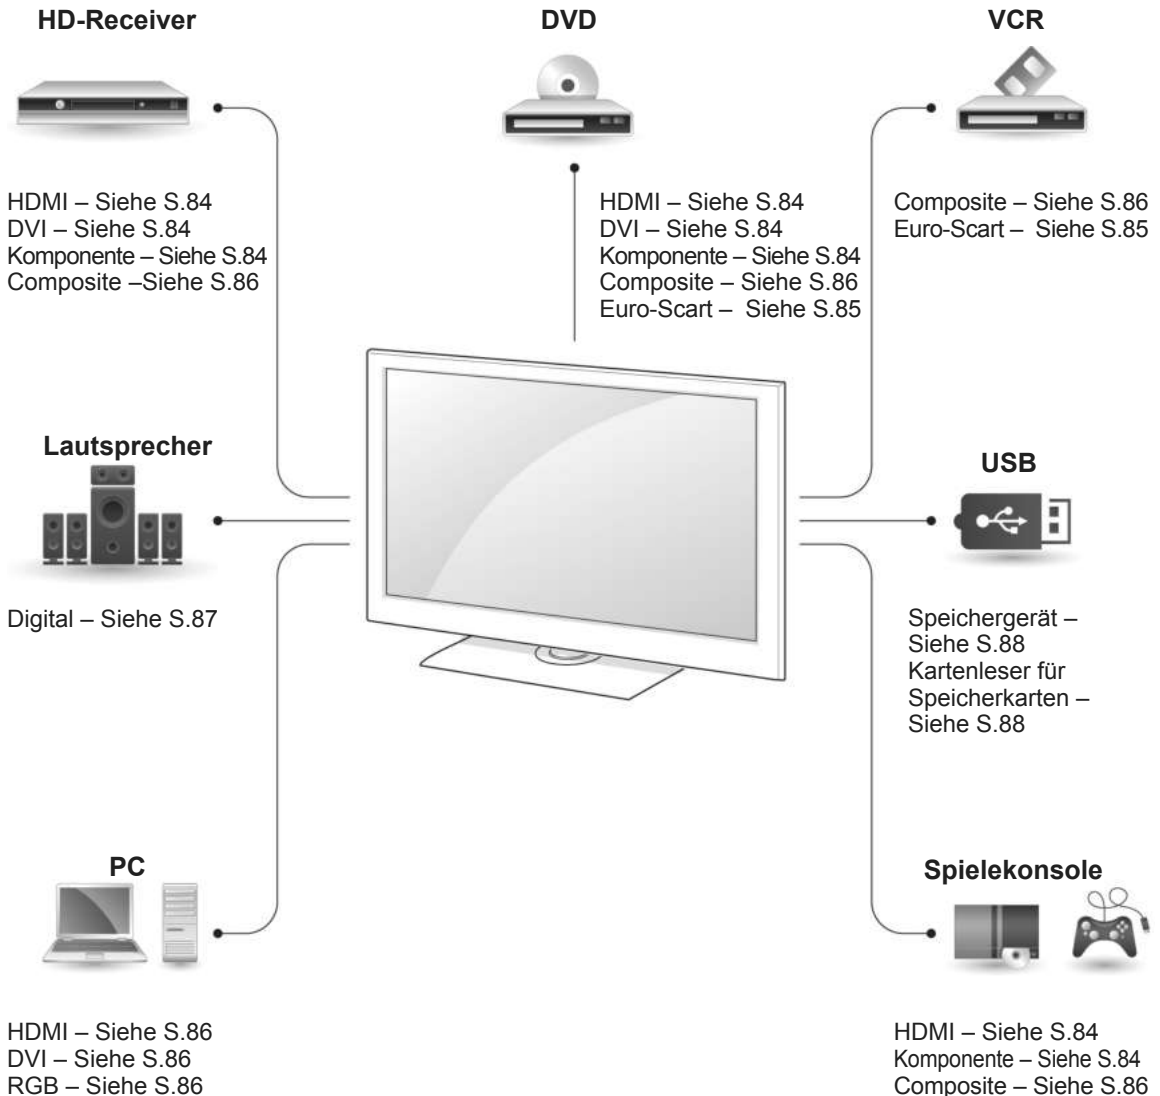 HD-Receiver
HDMI – Siehe S.84
DVI – Siehe S.84
Komponente – Siehe S.84
Composite –Siehe S.86
DVD
HDMI – Siehe S.84
DVI – Siehe S.84
Komponente – Siehe S.84
Composite – Siehe S.86
Euro-Scart –  Siehe S.85
VCR
Composite – Siehe S.86
Euro-Scart –  Siehe S.85
Lautsprecher
Digital – Siehe S.87
USB
Speichergerät –
Siehe S.88
Kartenleser für
Speicherkarten –
Siehe S.88
PC
HDMI – Siehe S.86
DVI – Siehe S.86
RGB – Siehe S.86
Spielekonsole
HDMI – Siehe S.84
Komponente – Siehe S.84
Composite – Siehe S.86